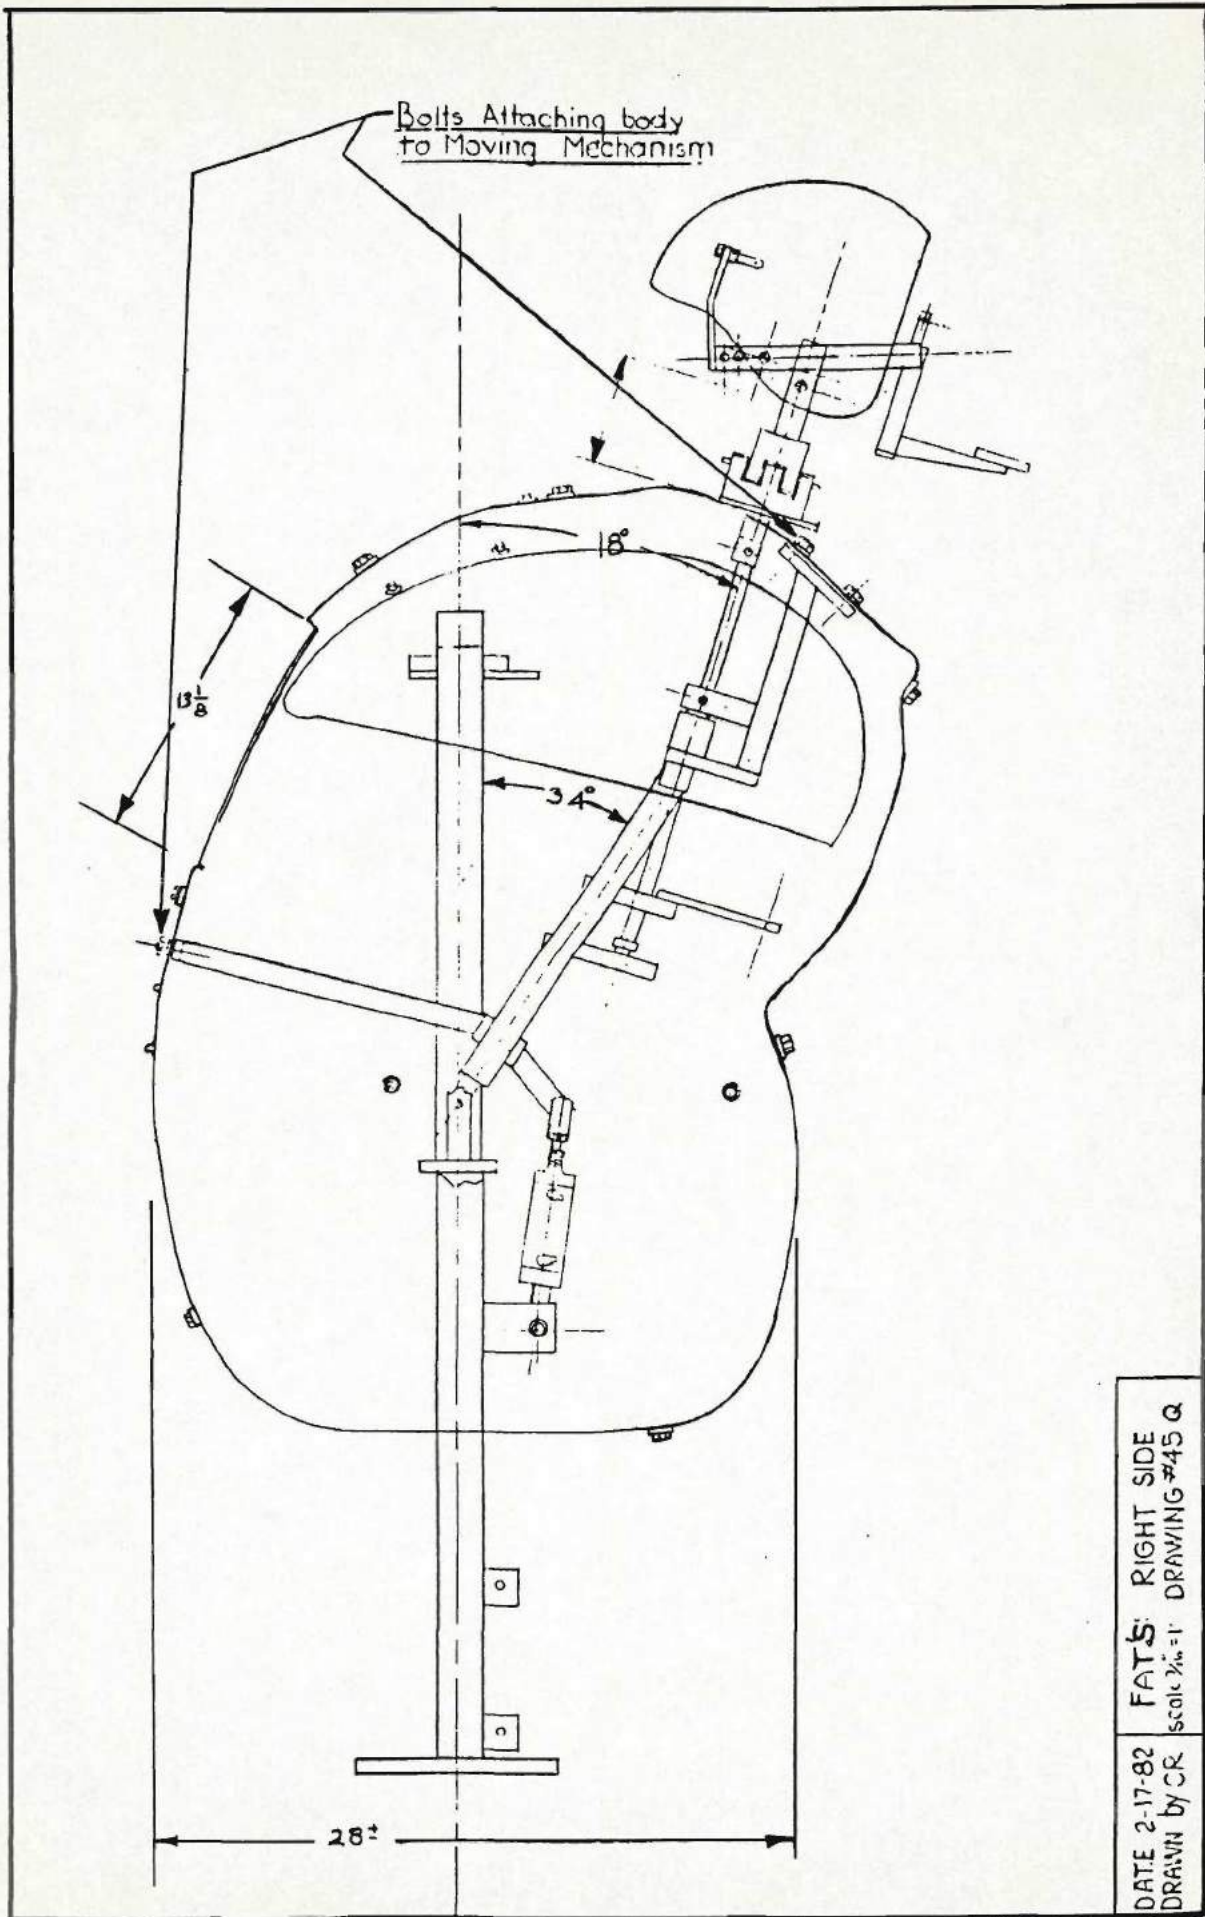 Bolts Attaching body
to Moving Mechanism
18°
13 1/8
34°
28±
DATE 2-17-82
DRAWN by CR
FATS: RIGHT SIDE
scale 3/16=1" DRAWING #45 Q